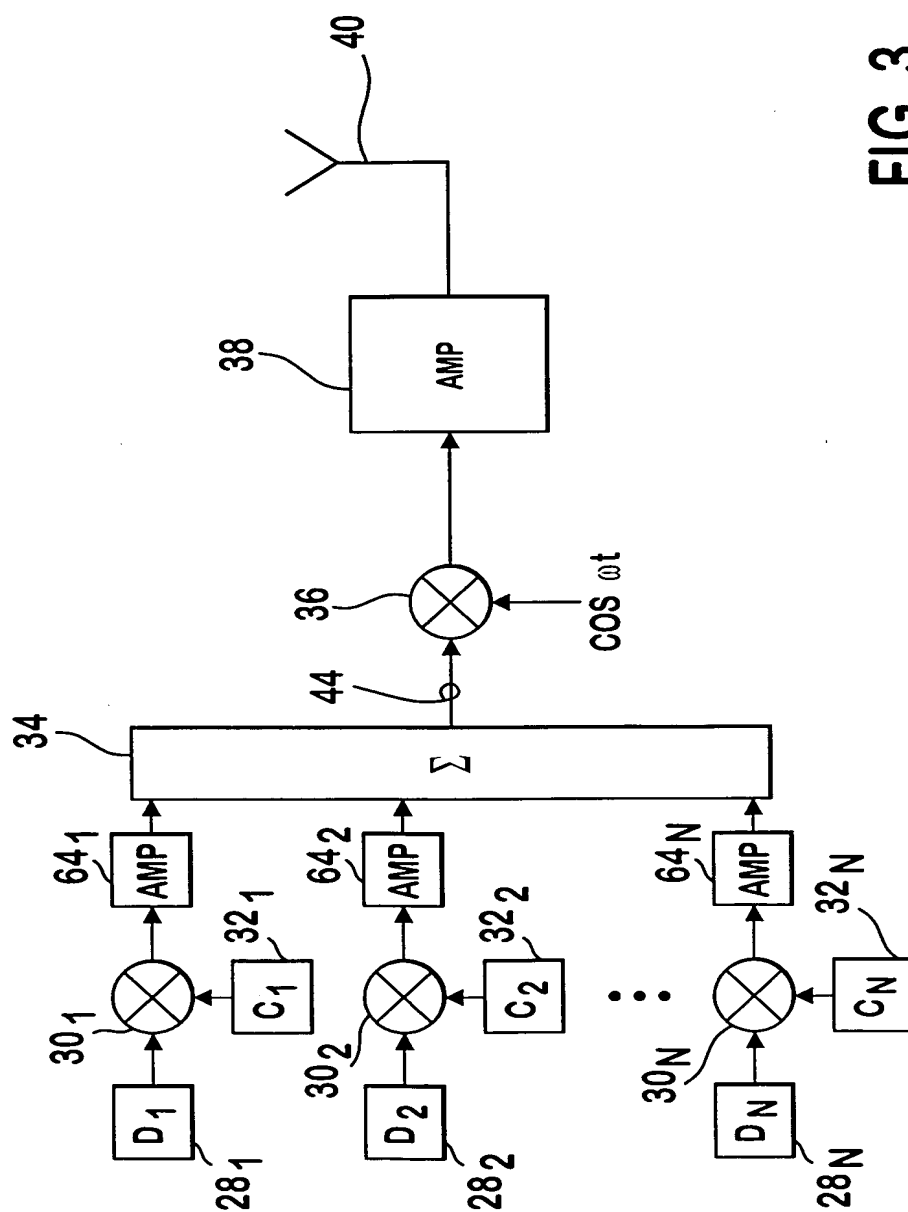 40
38
AMP
36
COS ωt
44
34
Σ
64₁
AMP
64₂
AMP
64N
AMP
30₁
32₁
C₁
30₂
32₂
C₂
30N
32N
CN
D₁
28₁
D₂
28₂
DN
28N
FIG. 3